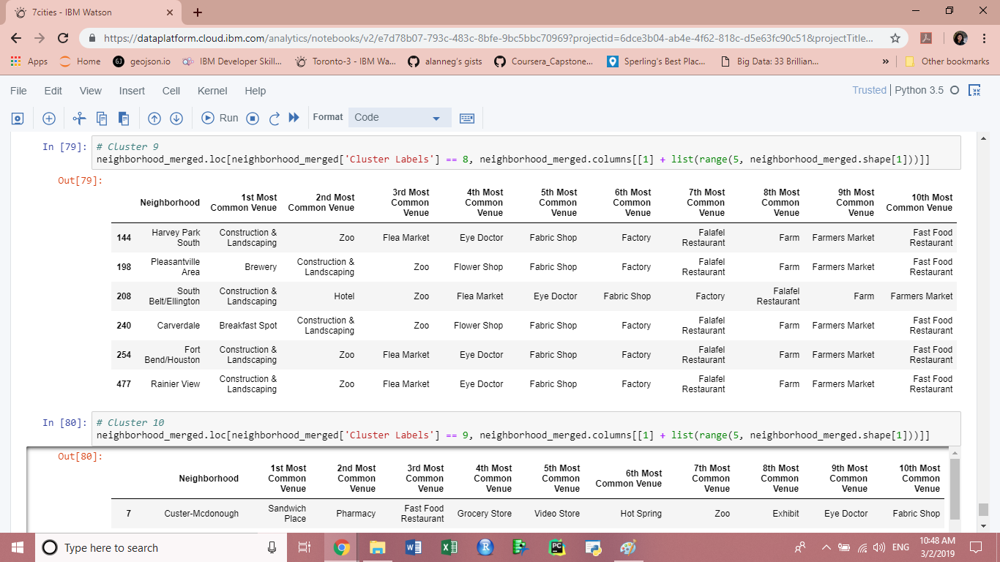 7cities - IBM Watson
https://dataplatform.cloud.ibm.com/analytics/notebooks/v2/e7d78b07-793c-483c-8bfe-9bc5bbc70969?projectid=6dce3b04-ab4e-4f62-818c-d5e63fc90c51&projectTitle...
Apps Home geojson.io IBM Developer Skill... Toronto-3 - IBM Wa... alanneg's gists Coursera_Capstone... Sperling's Best Plac... Big Data: 33 Brillian... » Other bookmarks
File Edit View Insert Cell Kernel Help Trusted | Python 3.5
Run Format Code
In [79]: # Cluster 9
neighborhood_merged.loc[neighborhood_merged['Cluster Labels'] == 8, neighborhood_merged.columns[[1] + list(range(5, neighborhood_merged.shape[1]))]]
Out[79]:
Neighborhood 1st Most Common Venue 2nd Most Common Venue 3rd Most Common Venue 4th Most Common Venue 5th Most Common Venue 6th Most Common Venue 7th Most Common Venue 8th Most Common Venue 9th Most Common Venue 10th Most Common Venue
144 Harvey Park South Construction & Landscaping Zoo Flea Market Eye Doctor Fabric Shop Factory Falafel Restaurant Farm Farmers Market Fast Food Restaurant
198 Pleasantville Area Brewery Construction & Landscaping Zoo Flower Shop Fabric Shop Factory Falafel Restaurant Farm Farmers Market Fast Food Restaurant
208 South Belt/Ellington Construction & Landscaping Hotel Zoo Flea Market Eye Doctor Fabric Shop Factory Falafel Restaurant Farm Farmers Market
240 Carverdale Breakfast Spot Construction & Landscaping Zoo Flower Shop Fabric Shop Factory Falafel Restaurant Farm Farmers Market Fast Food Restaurant
254 Fort Bend/Houston Construction & Landscaping Zoo Flea Market Eye Doctor Fabric Shop Factory Falafel Restaurant Farm Farmers Market Fast Food Restaurant
477 Rainier View Construction & Landscaping Zoo Flea Market Eye Doctor Fabric Shop Factory Falafel Restaurant Farm Farmers Market Fast Food Restaurant
In [80]: # Cluster 10
neighborhood_merged.loc[neighborhood_merged['Cluster Labels'] == 9, neighborhood_merged.columns[[1] + list(range(5, neighborhood_merged.shape[1]))]]
Out[80]:
Neighborhood 1st Most Common Venue 2nd Most Common Venue 3rd Most Common Venue 4th Most Common Venue 5th Most Common Venue 6th Most Common Venue 7th Most Common Venue 8th Most Common Venue 9th Most Common Venue 10th Most Common Venue
7 Custer-Mcdonough Sandwich Place Pharmacy Fast Food Restaurant Grocery Store Video Store Hot Spring Zoo Exhibit Eye Doctor Fabric Shop
Type here to search
ENG
10:48 AM
3/2/2019